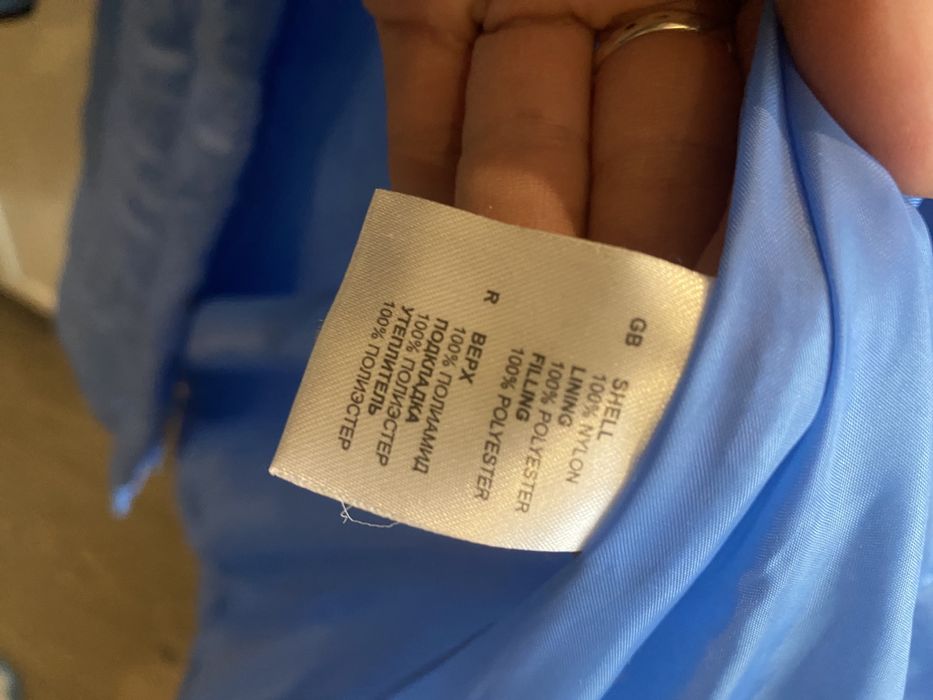 GB
SHELL
100% NYLON
LINING
100% POLYESTER
FILLING
100% POLYESTER
R
ВЕРХ
100% ПОЛИАМИД
ПОДКЛАДКА
100% ПОЛИЭСТЕР
УТЕПЛИТЕЛЬ
100% ПОЛИЭСТЕР